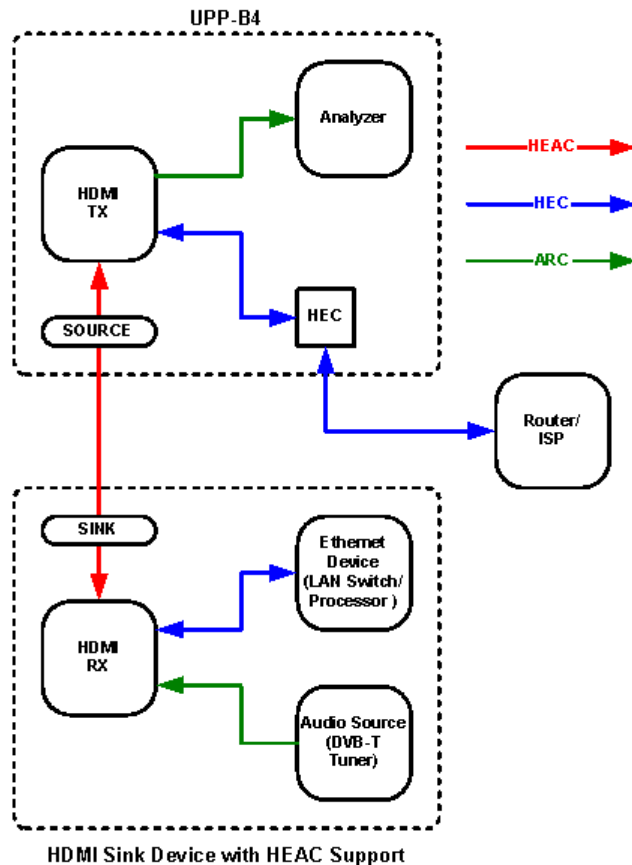 UPP-B4
Analyzer
HDMI
TX
HEAC
HEC
ARC
SOURCE
HEC
Router/
ISP
SINK
Ethernet
Device
(LAN Switch/
Processor )
HDMI
RX
Audio Source
(DVB-T
Tuner)
HDMI Sink Device with HEAC Support